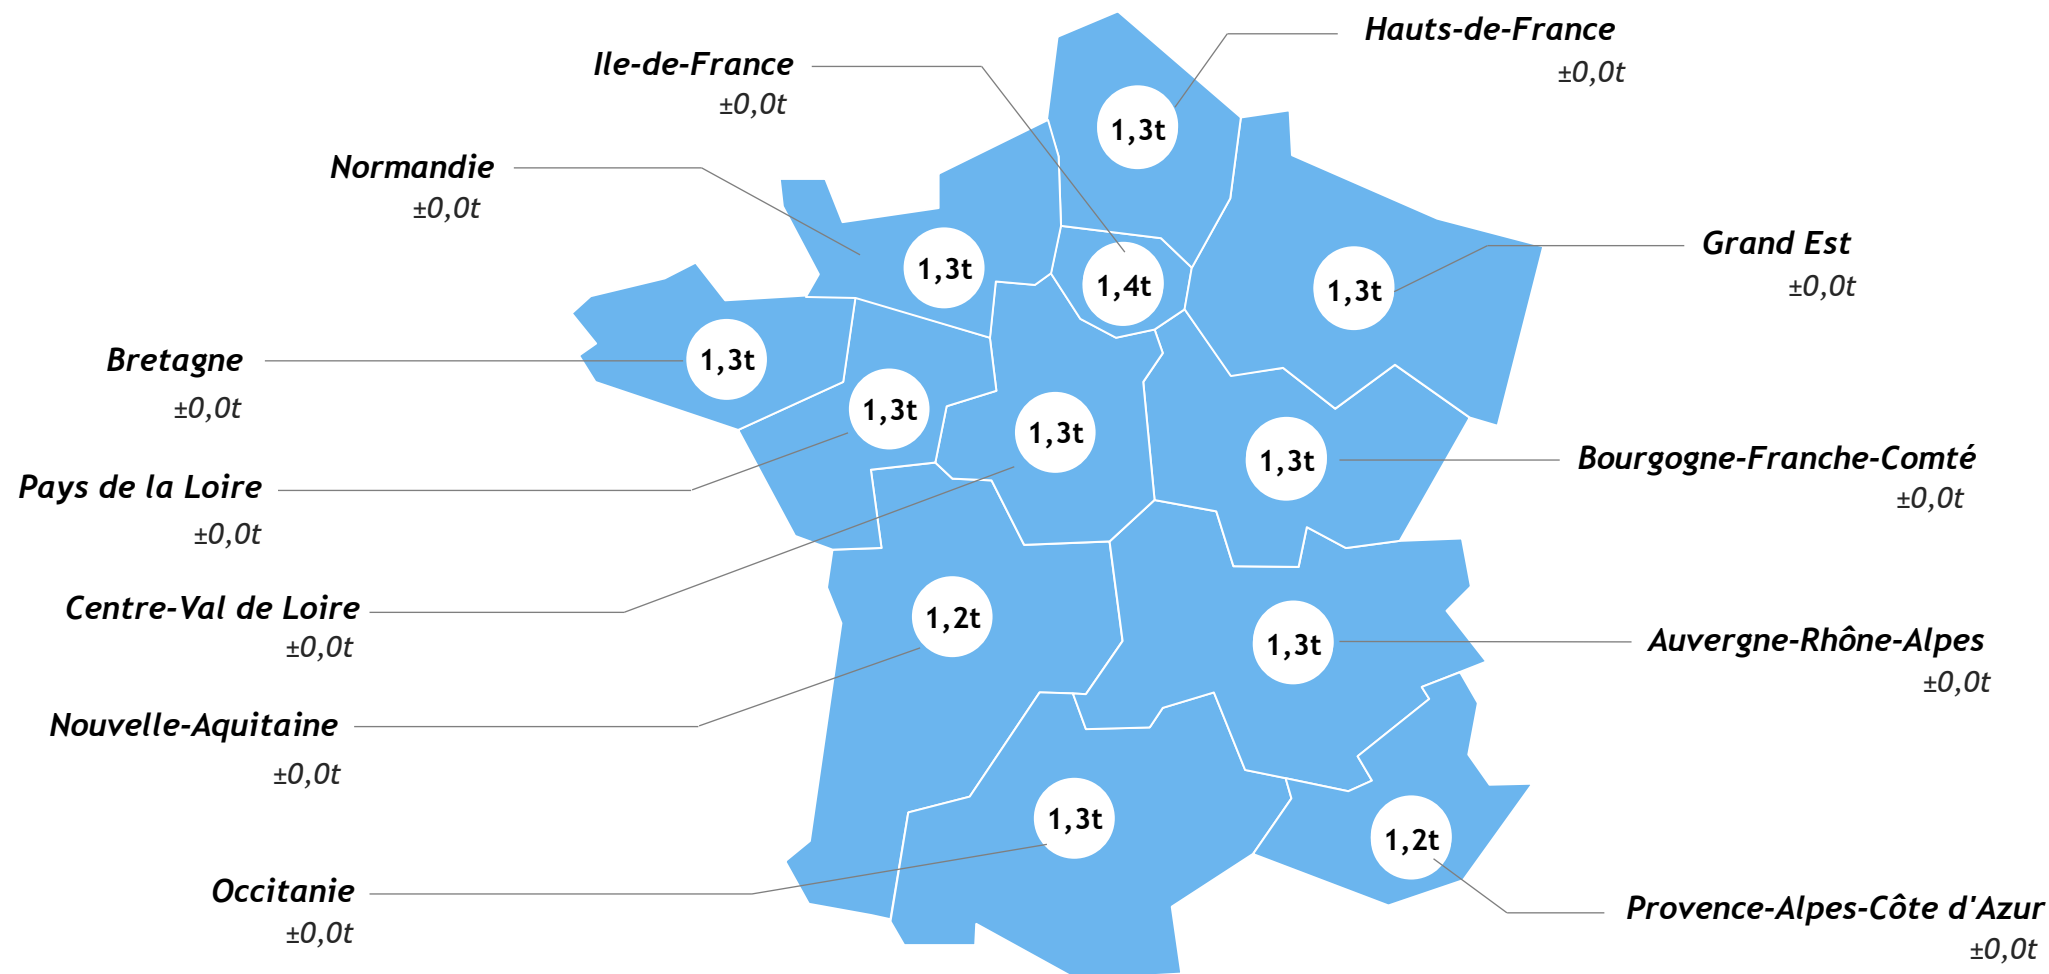 Hauts-de-France
±0,0t
1,3t
Ile-de-France
±0,0t
1,4t
Normandie
±0,0t
1,3t
Grand Est
±0,0t
1,3t
Bretagne
±0,0t
1,3t
Pays de la Loire
±0,0t
1,3t
Centre-Val de Loire
±0,0t
1,3t
Bourgogne-Franche-Comté
±0,0t
1,3t
Nouvelle-Aquitaine
±0,0t
1,2t
Auvergne-Rhône-Alpes
±0,0t
1,3t
Occitanie
±0,0t
1,3t
Provence-Alpes-Côte d'Azur
±0,0t
1,2t